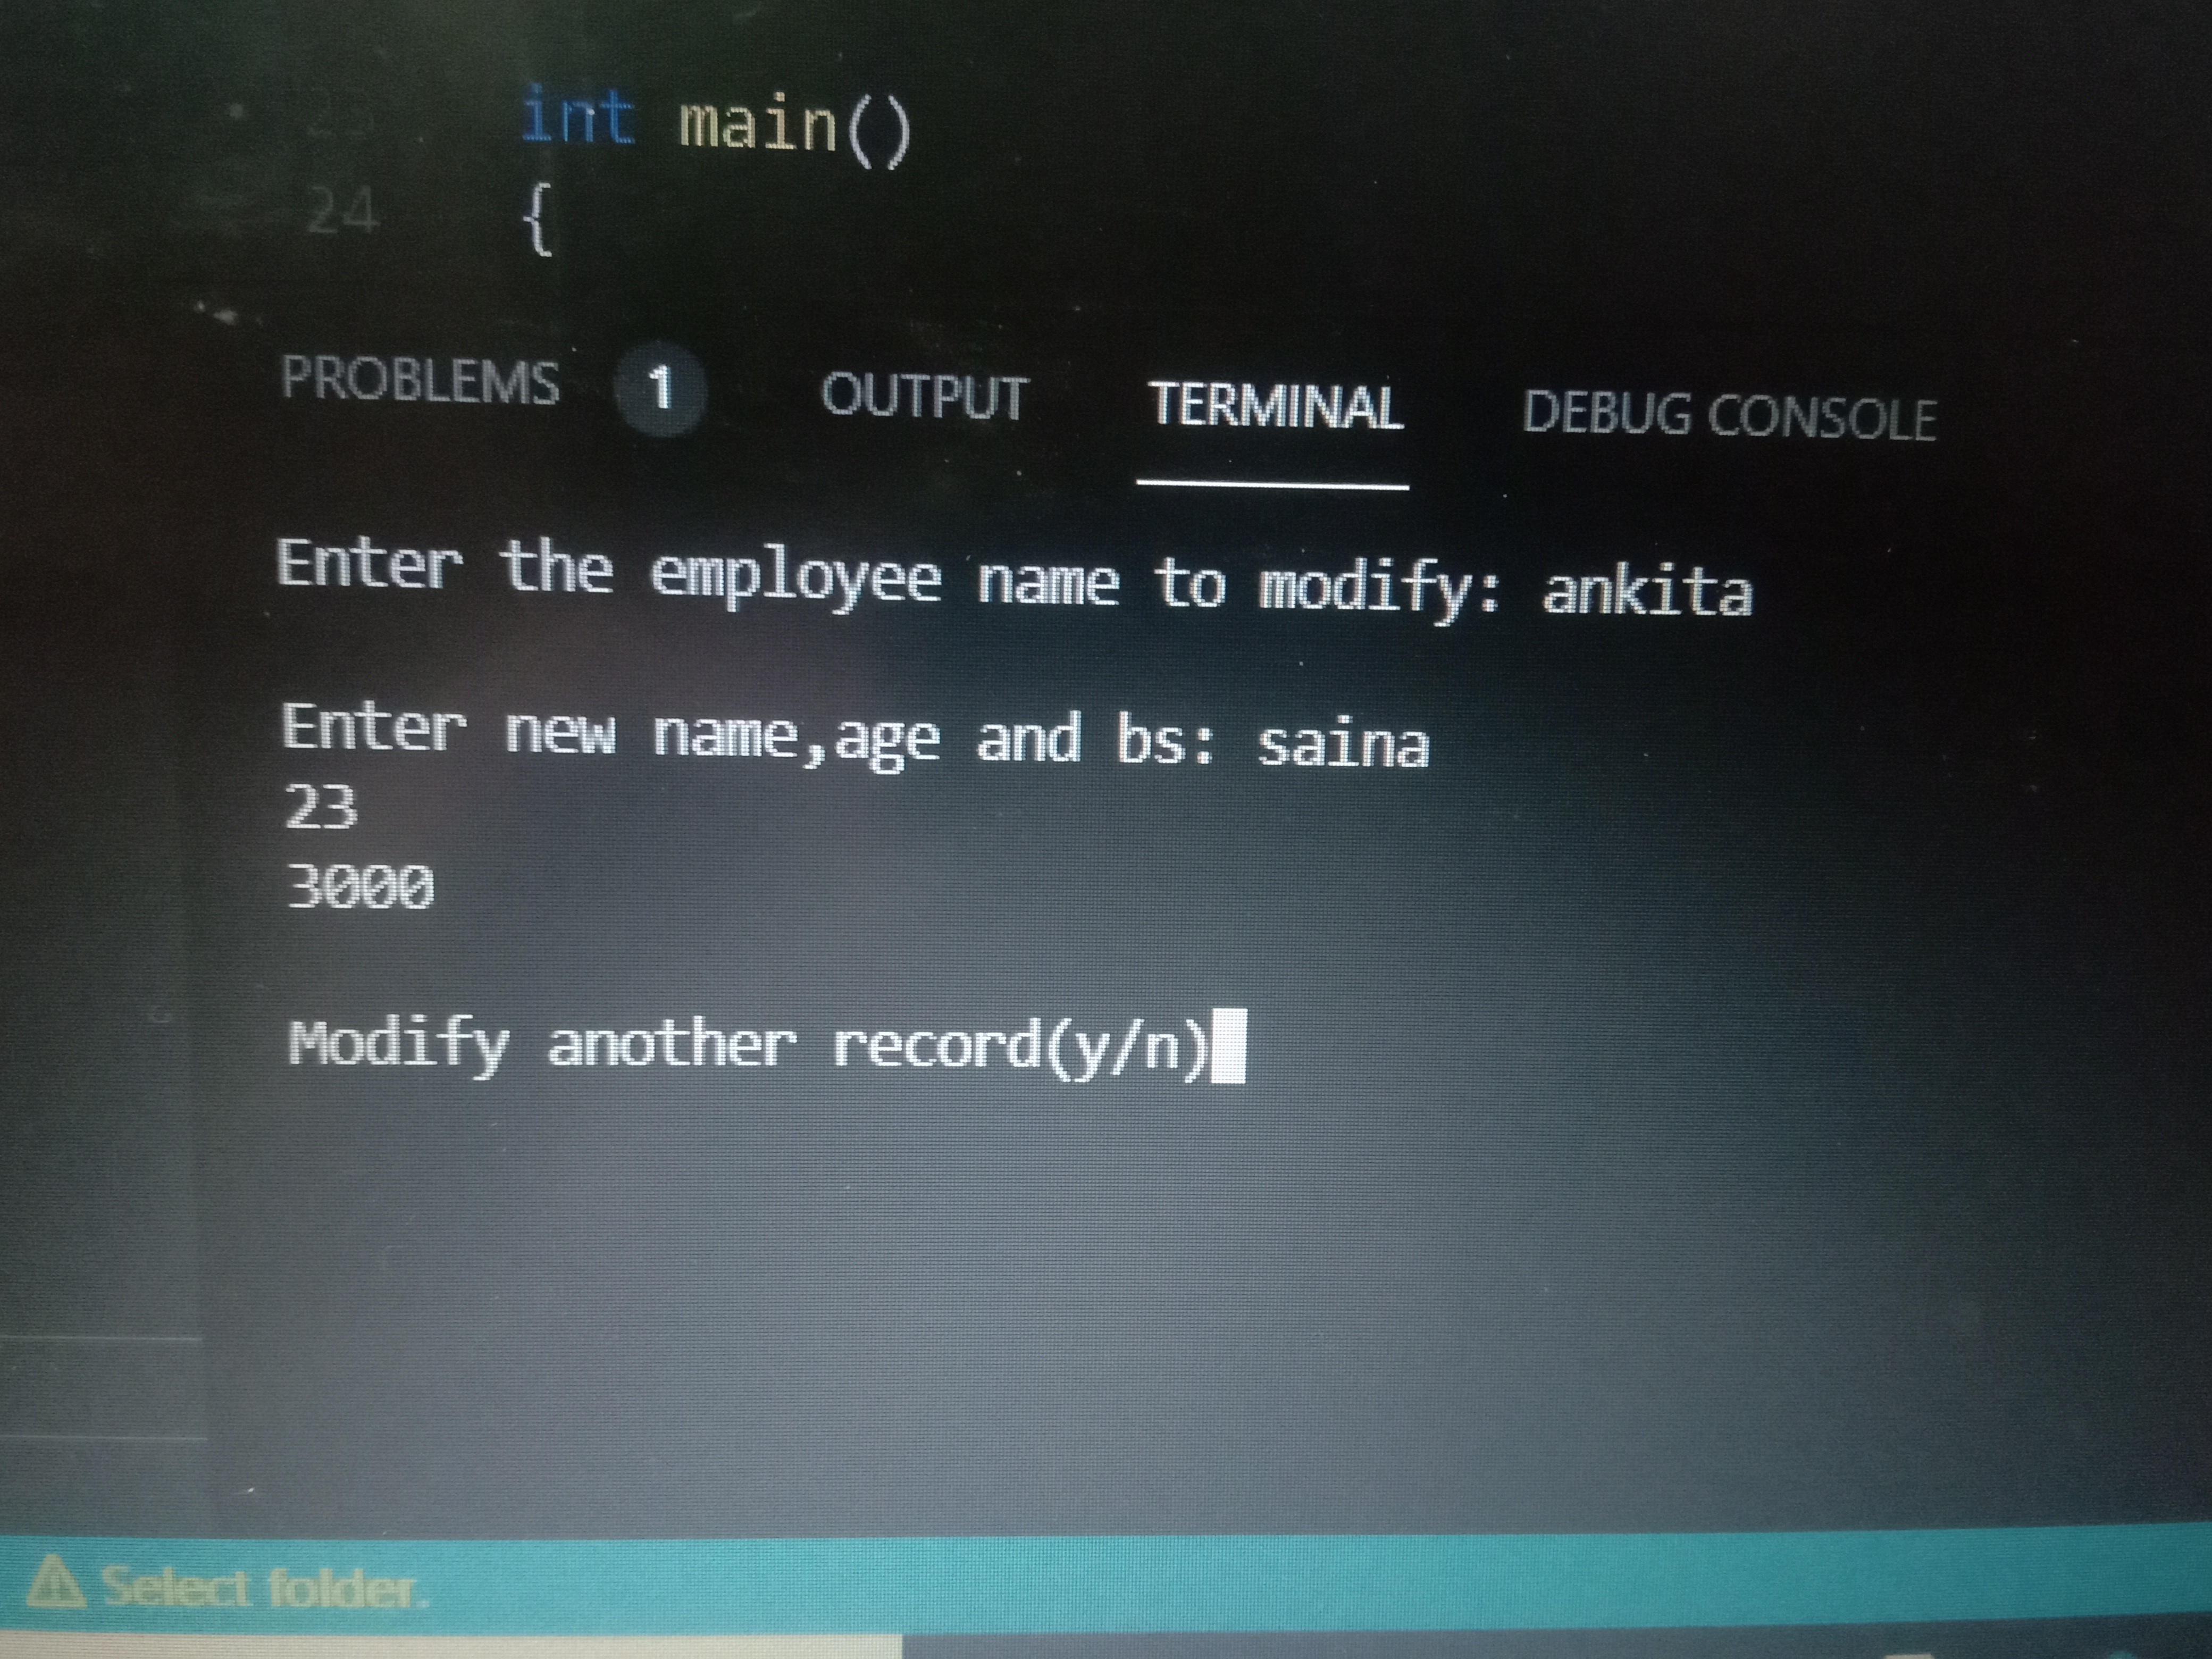 23 int main()
24 {
PROBLEMS 1 OUTPUT TERMINAL DEBUG CONSOLE
Enter the employee name to modify: ankita
Enter new name,age and bs: saina
23
3000
Modify another record(y/n)
Select folder.